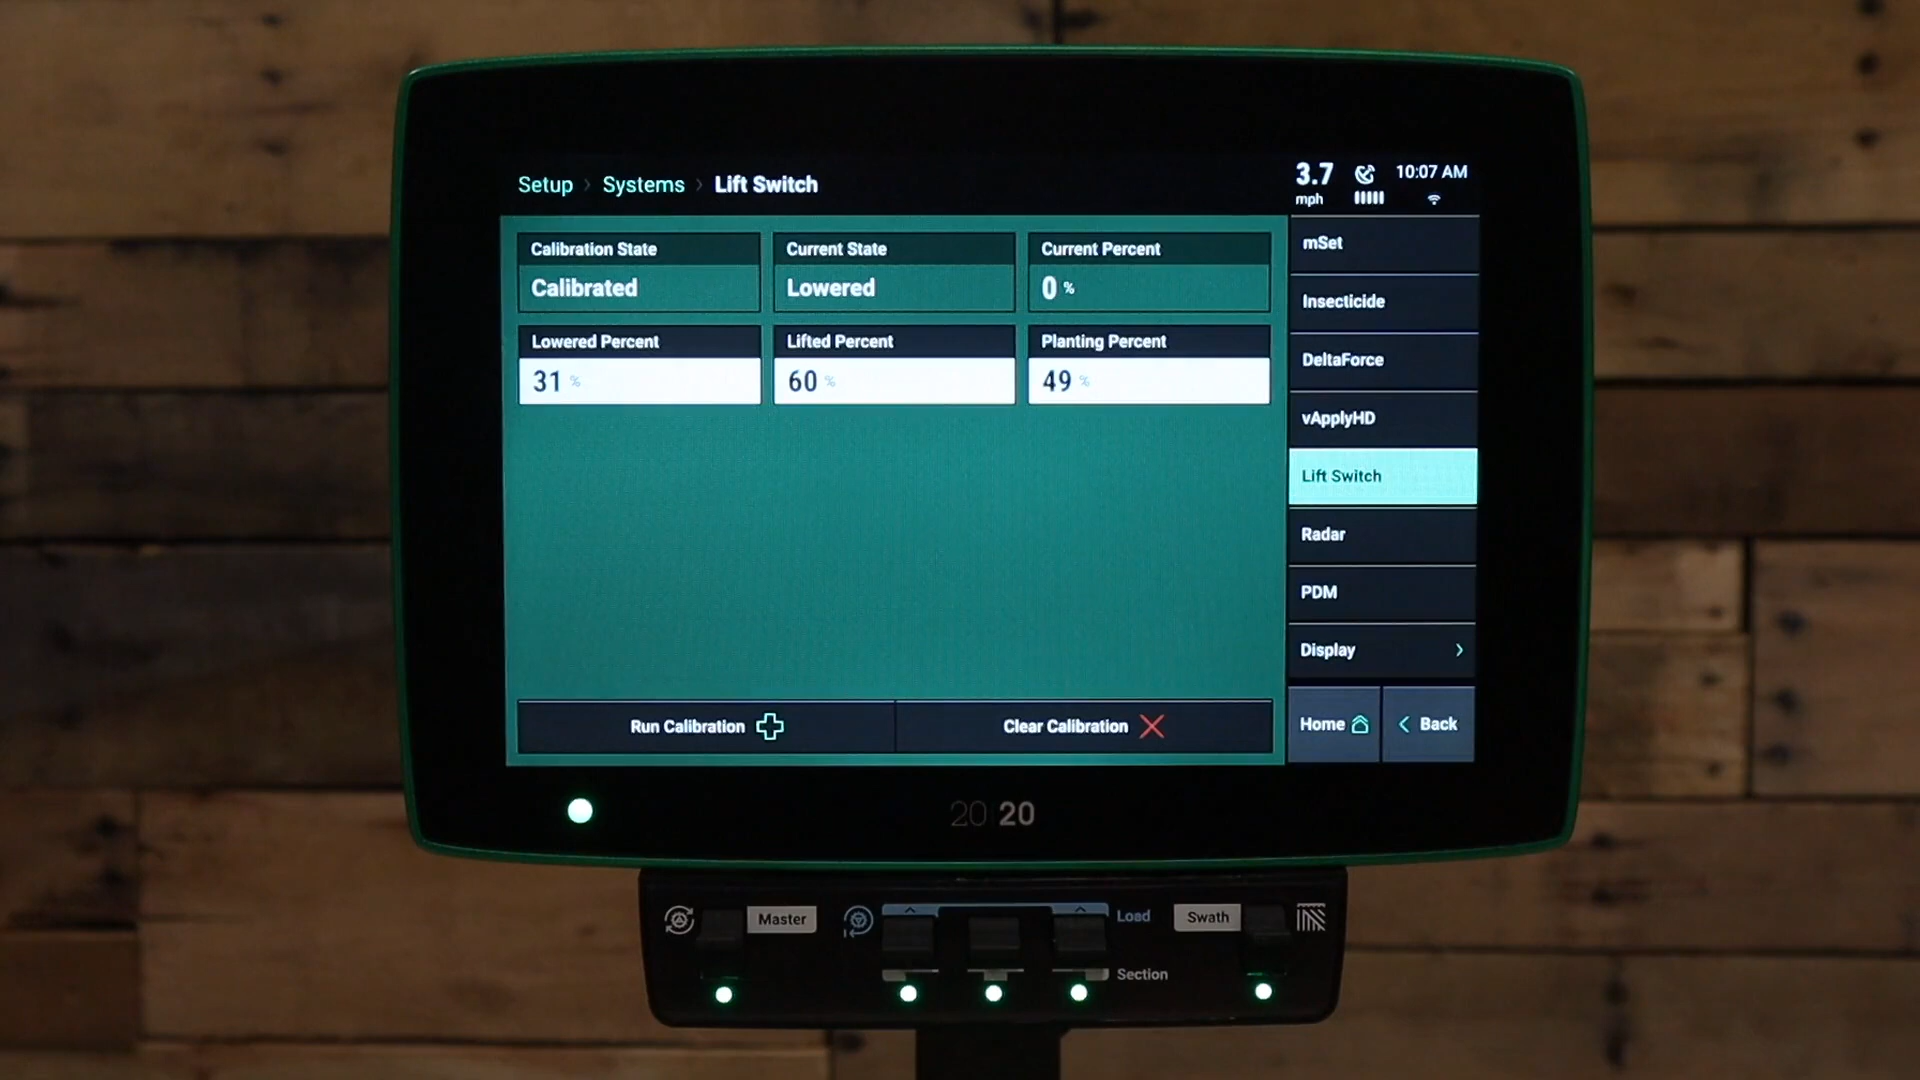 Setup > Systems > Lift Switch
3.7 mph
10:07 AM
Calibration State
Calibrated
Current State
Lowered
Current Percent
0 %
Lowered Percent
31 %
Lifted Percent
60 %
Planting Percent
49 %
Run Calibration
Clear Calibration
mSet
Insecticide
DeltaForce
vApplyHD
Lift Switch
Radar
PDM
Display >
Home
< Back
20 20
Master
Load
Section
Swath